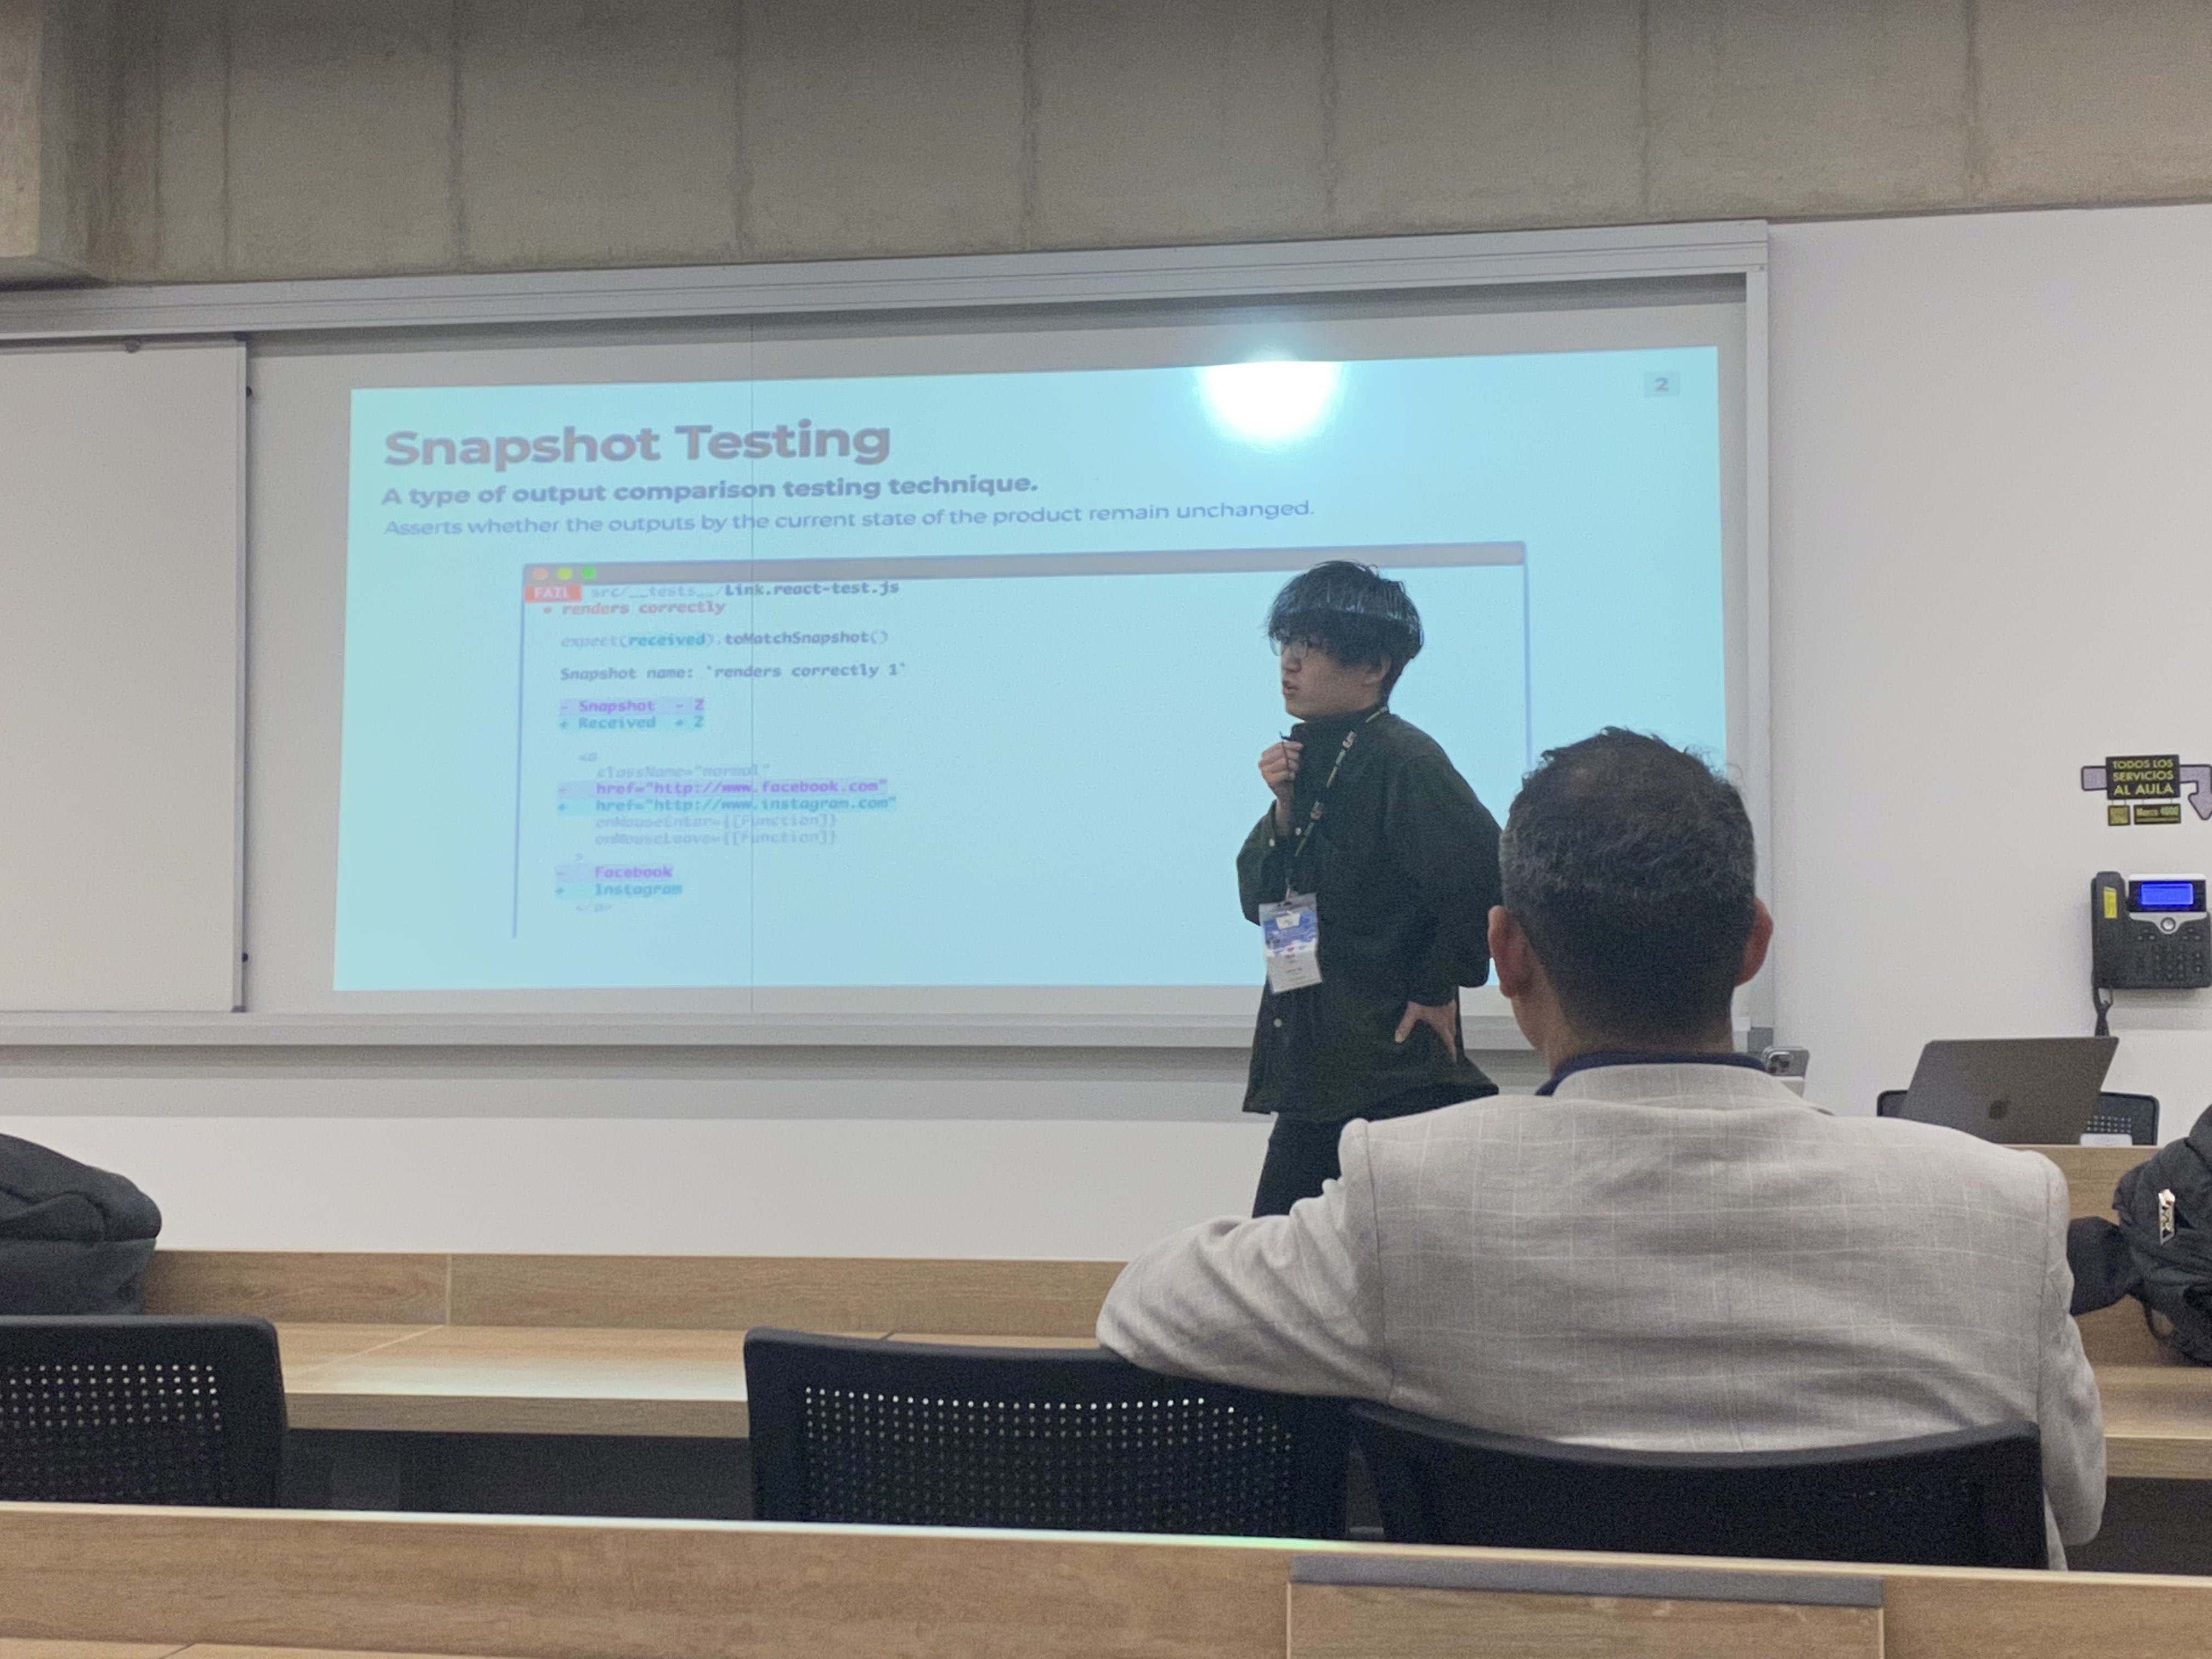 2
Snapshot Testing
A type of output comparison testing technique.
Asserts whether the outputs by the current state of the product remain unchanged.
FAIL src/__tests__/Link.react-test.js
• renders correctly
expect(received).toMatchSnapshot()
Snapshot name: `renders correctly 1`
- Snapshot - 2
+ Received + 2
<a
className="normal"
- href="http://www.facebook.com"
+ href="http://www.instagram.com"
onMouseEnter={[Function]}
onMouseLeave={[Function]}
>
- Facebook
+ Instagram
</a>
TODOS LOS
SERVICIOS
AL AULA
Marca 4000